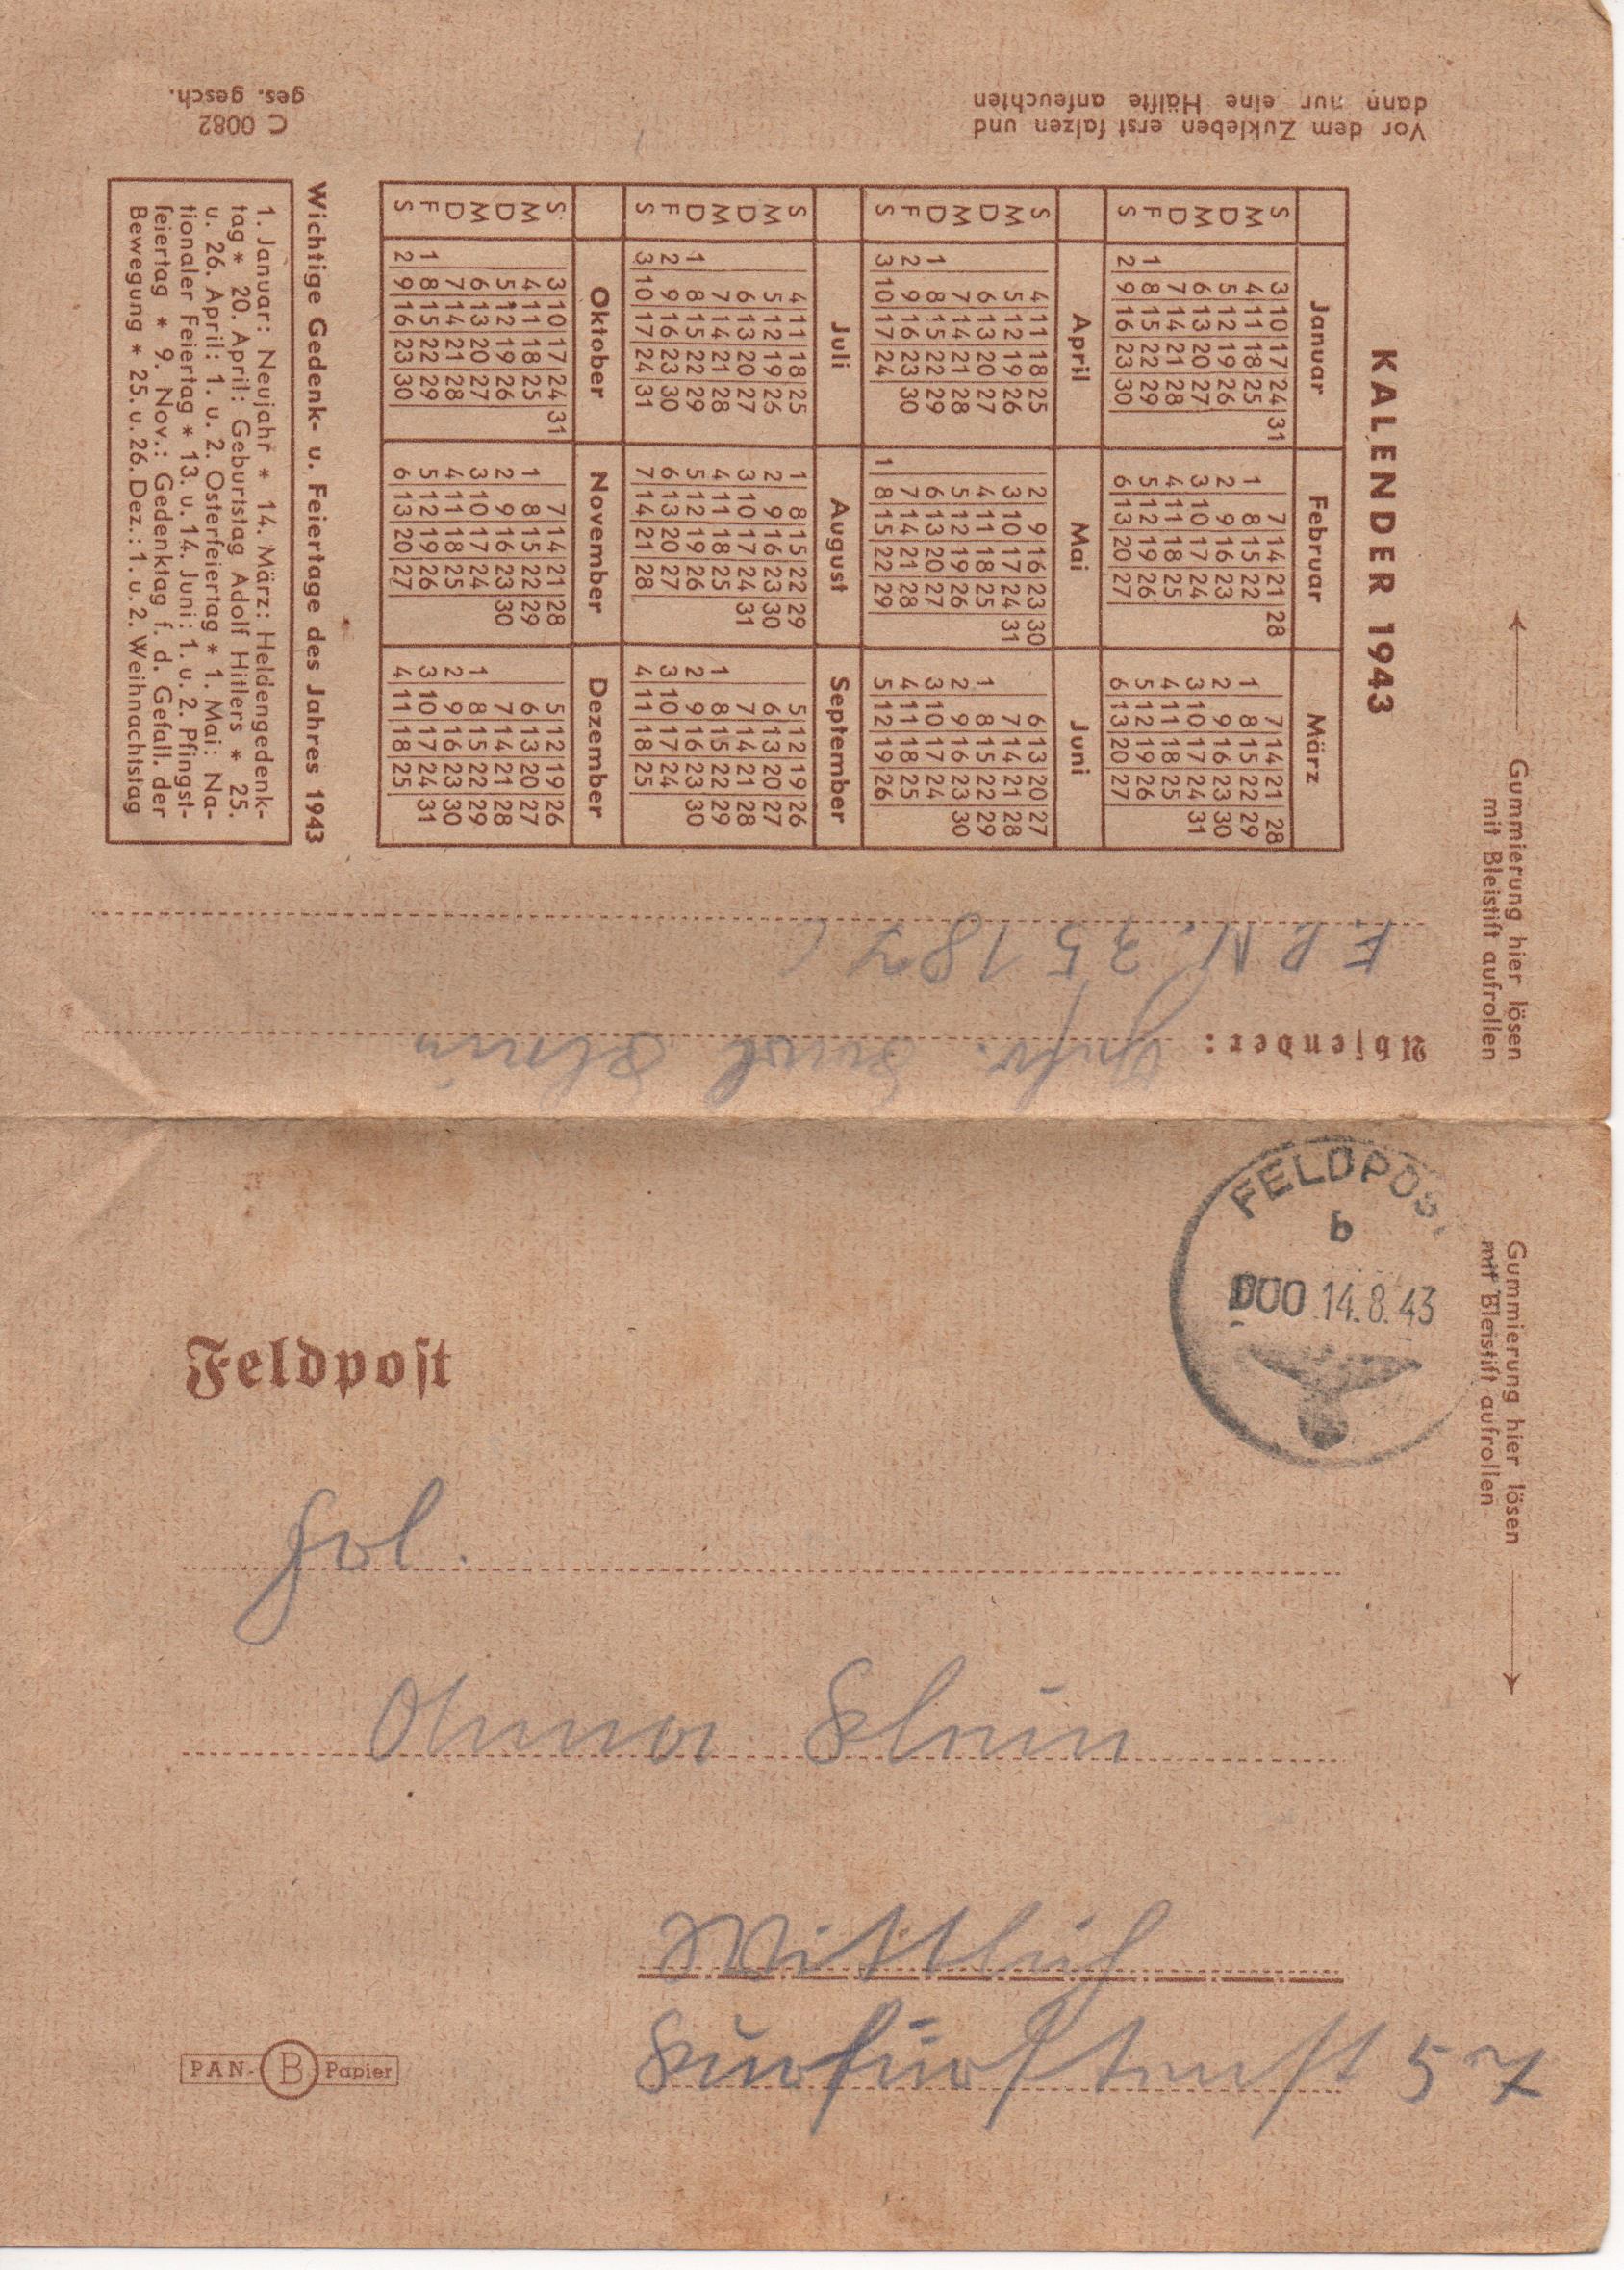 Vor dem Zukleben erst falzen und
dann nur eine Hälfte anfeuchten
C 0082
ges. gesch.
KALENDER 1943
Januar Februar März
S 3 10 17 24 31 7 14 21 28 7 14 21 28
M 4 11 18 25 1 8 15 22 1 8 15 22 29
D 5 12 19 26 2 9 16 23 2 9 16 23 30
M 6 13 20 27 3 10 17 24 3 10 17 24 31
D 7 14 21 28 4 11 18 25 4 11 18 25
F 1 8 15 22 29 5 12 19 26 5 12 19 26
S 2 9 16 23 30 6 13 20 27 6 13 20 27
April Mai Juni
S 4 11 18 25 2 9 16 23 30 6 13 20 27
M 5 12 19 26 3 10 17 24 31 7 14 21 28
D 6 13 20 27 4 11 18 25 1 8 15 22 29
M 7 14 21 28 5 12 19 26 2 9 16 23 30
D 1 8 15 22 29 6 13 20 27 3 10 17 24
F 2 9 16 23 30 7 14 21 28 4 11 18 25
S 3 10 17 24 1 8 15 22 29 5 12 19 26
Juli August September
S 4 11 18 25 1 8 15 22 29 5 12 19 26
M 5 12 19 26 2 9 16 23 30 6 13 20 27
D 6 13 20 27 3 10 17 24 31 7 14 21 28
M 7 14 21 28 4 11 18 25 1 8 15 22 29
D 1 8 15 22 29 5 12 19 26 2 9 16 23 30
F 2 9 16 23 30 6 13 20 27 3 10 17 24
S 3 10 17 24 31 7 14 21 28 4 11 18 25
Oktober November Dezember
S 3 10 17 24 31 7 14 21 28 5 12 19 26
M 4 11 18 25 1 8 15 22 29 6 13 20 27
D 5 12 19 26 2 9 16 23 30 7 14 21 28
M 6 13 20 27 3 10 17 24 1 8 15 22 29
D 7 14 21 28 4 11 18 25 2 9 16 23 30
F 1 8 15 22 29 5 12 19 26 3 10 17 24 31
S 2 9 16 23 30 6 13 20 27 4 11 18 25
Wichtige Gedenk- u. Feiertage des Jahres 1943
1. Januar: Neujahr * 14. März: Heldengedenk-
tag * 20. April: Geburtstag Adolf Hitlers * 25.
u. 26. April: 1. u. 2. Osterfeiertag * 1. Mai: Na-
tionaler Feiertag * 13. u. 14. Juni: 1. u. 2. Pfingst-
feiertag * 9. Nov.: Gedenktag f. d. Gefall. der
Bewegung * 25. u. 26. Dez.: 1. u. 2. Weihnachtstag
Gummierung hier lösen
mit Bleistift aufrollen
Absender: Klein
F.P.N.
FELDPOST
b
14.8.43
Gummierung hier lösen
mit Bleistift aufrollen
Feldpost
Frl.
Anna Klein
Wittlich
Kurfürstenst 57
PAN- B Papier